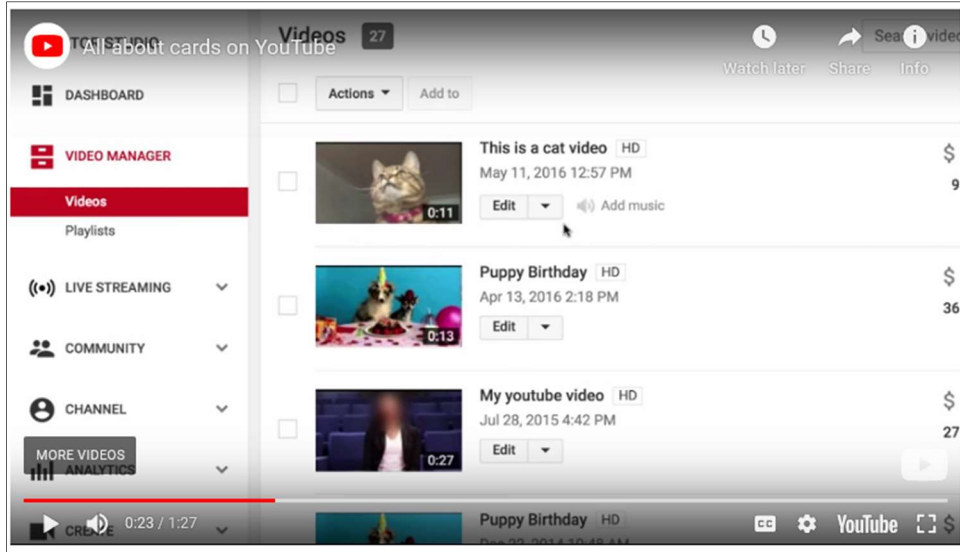 CREATOR STUDIO
All about cards on YouTube
Videos 27
Watch later
Share
Info
DASHBOARD
Actions
Add to
VIDEO MANAGER
Videos
Playlists
This is a cat video HD
May 11, 2016 12:57 PM
Edit
Add music
0:11
$
9
LIVE STREAMING
Puppy Birthday HD
Apr 13, 2016 2:18 PM
Edit
0:13
$
36
COMMUNITY
CHANNEL
My youtube video HD
Jul 28, 2015 4:42 PM
Edit
0:27
$
27
MORE VIDEOS
ANALYTICS
0:23 / 1:27
CREATE
Puppy Birthday HD
CC
YouTube
$